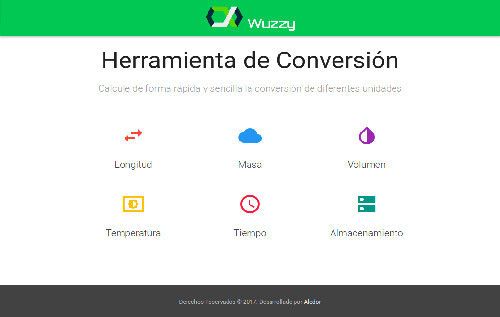 Wuzzy
Herramienta de Conversión
Calcule de forma rápida y sencilla la conversión de diferentes unidades
Longitud Masa Volumen
Temperatura Tiempo Almacenamiento
Derechos Reservados © 2017. Desarrollado por Alcdor